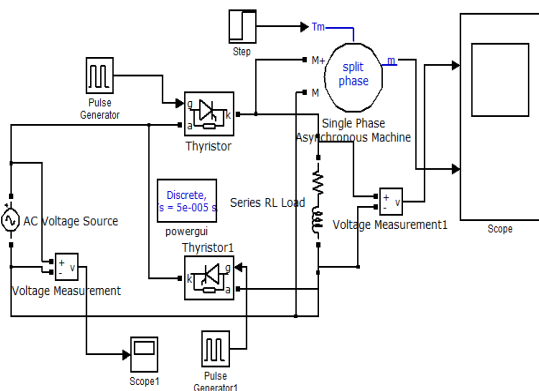 Step
Tm
M+
M
m
split
phase
Single Phase
Asynchronous Machine
Pulse
Generator
g
a
k
Thyristor
Discrete,
s = 5e-005 s
powergui
Series RL Load
AC Voltage Source
+
-
v
Voltage Measurement
+
-
v
Voltage Measurement1
Scope
Thyristor1
k
g
a
Scope1
Pulse
Generator1